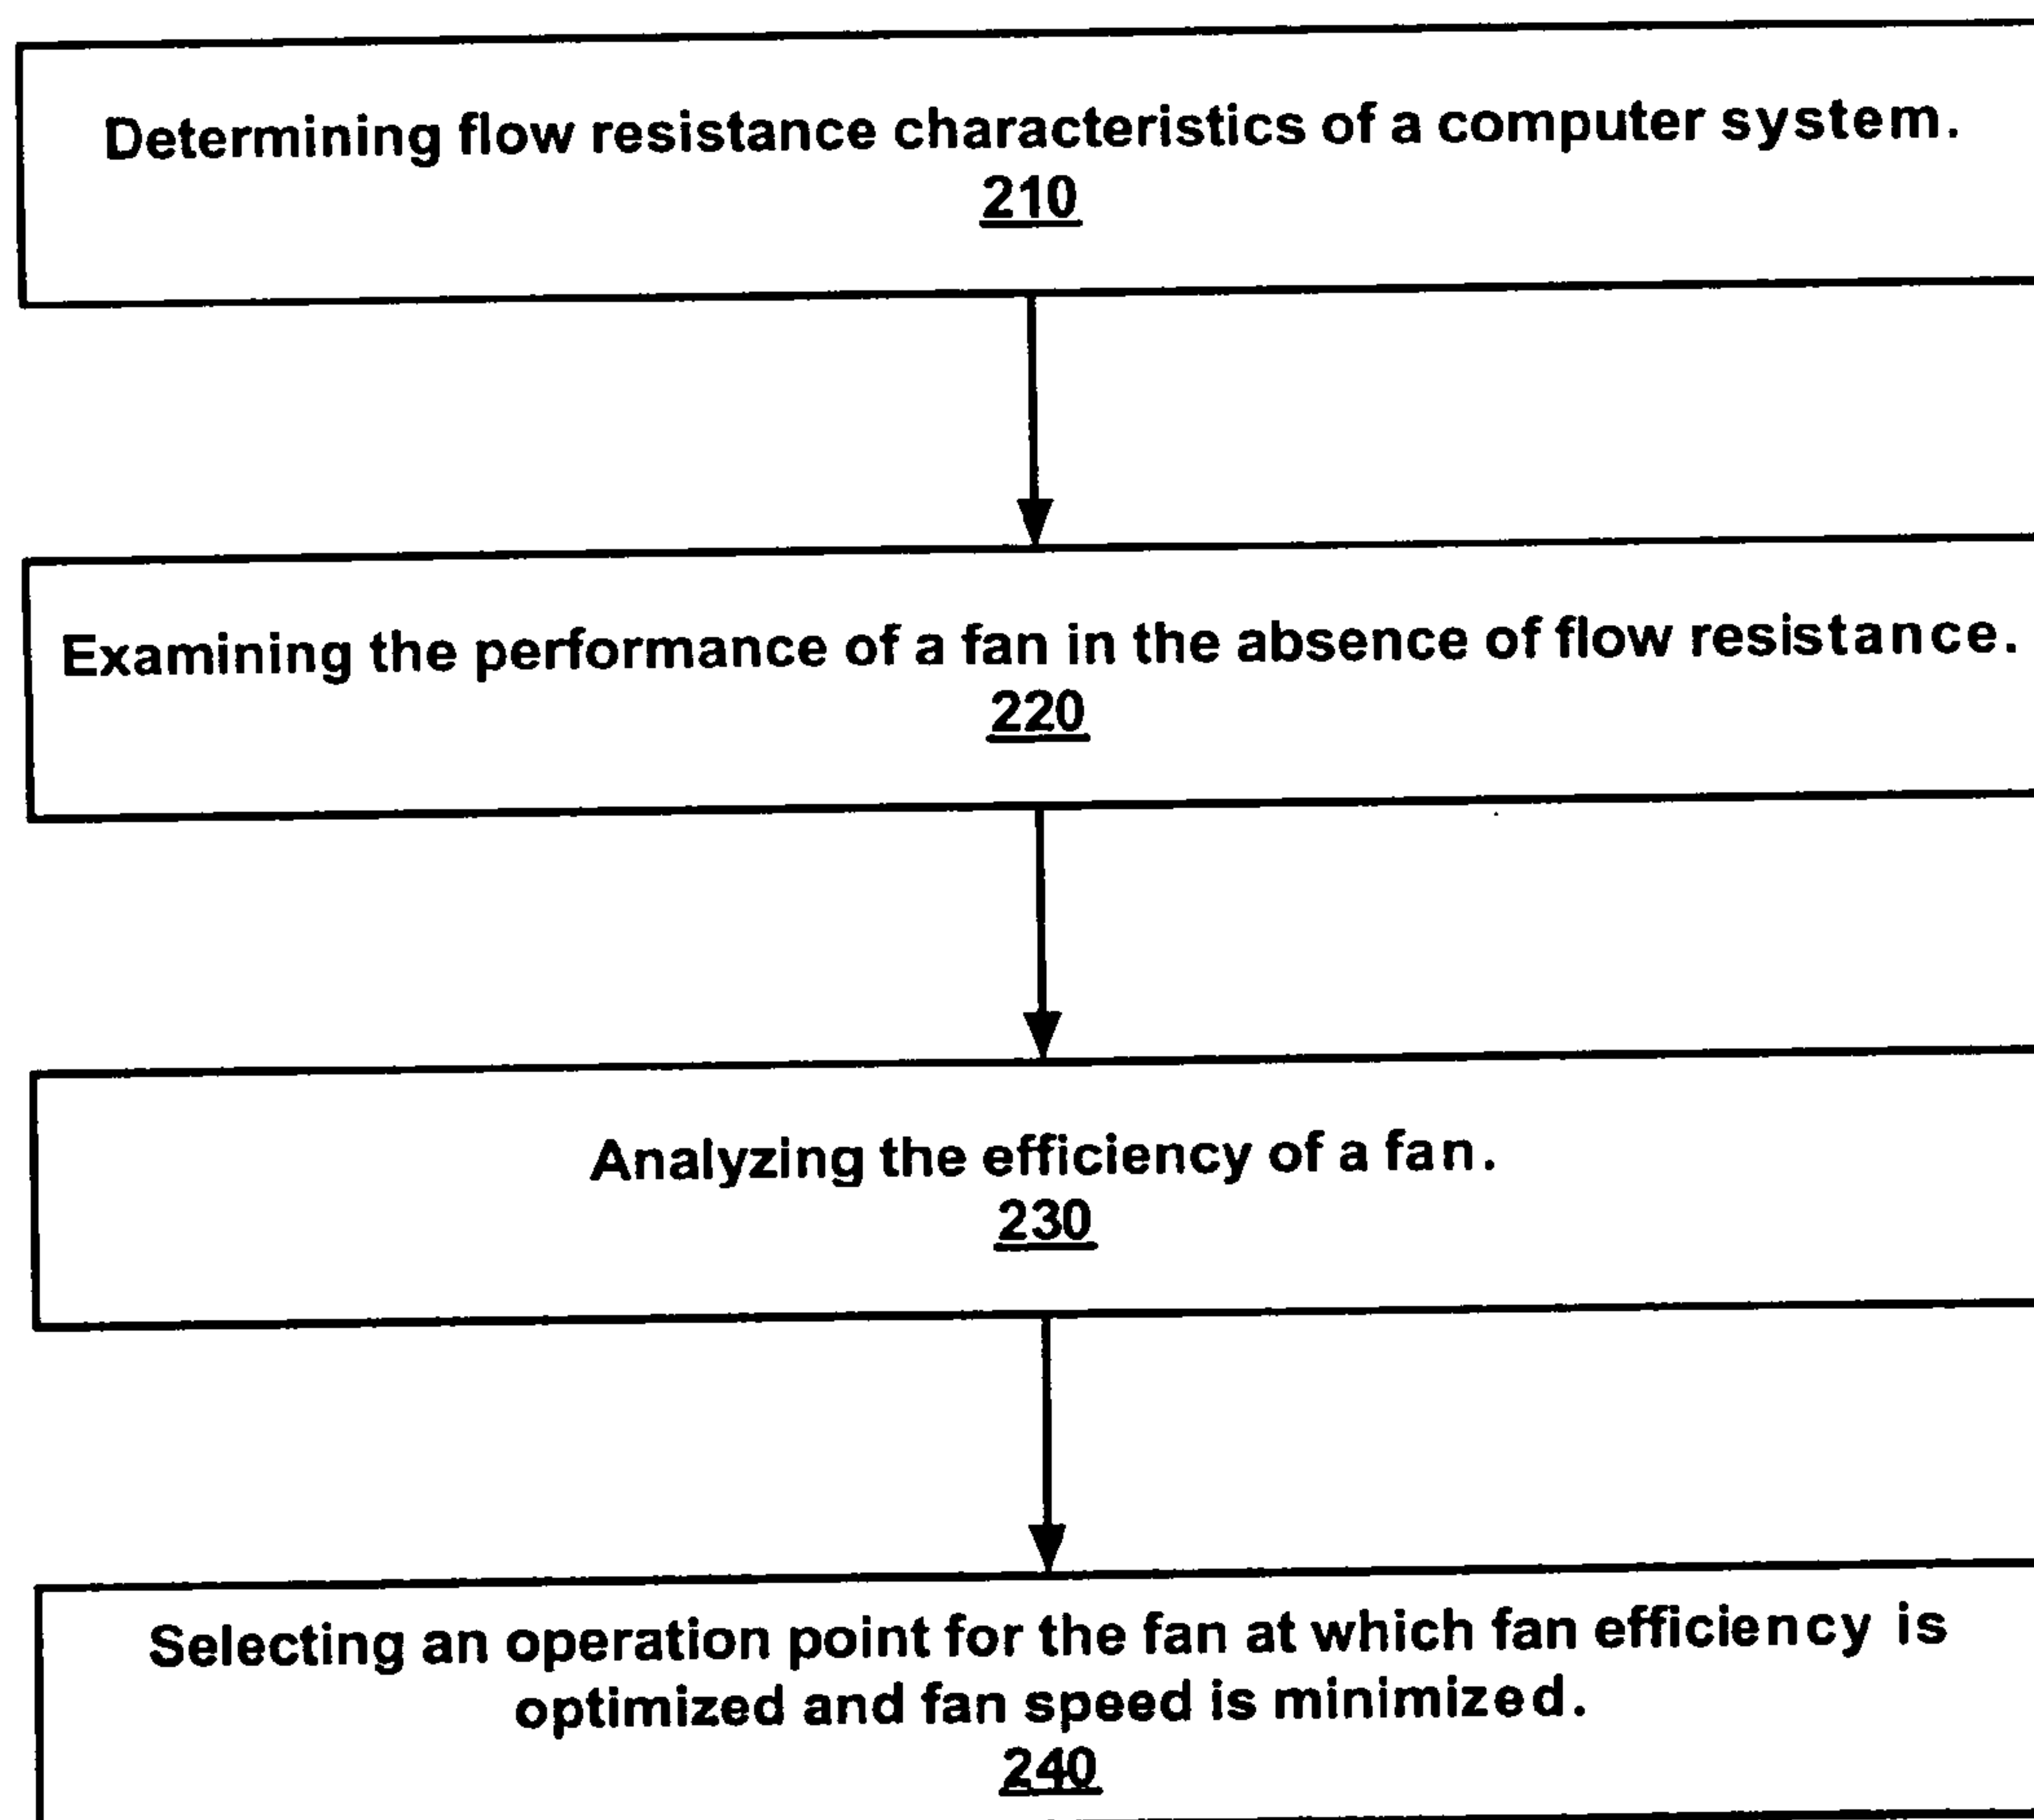 Determining flow resistance characteristics of a computer system.
210
Examining the performance of a fan in the absence of flow resistance.
220
Analyzing the efficiency of a fan.
230
Selecting an operation point for the fan at which fan efficiency is
optimized and fan speed is minimized.
240